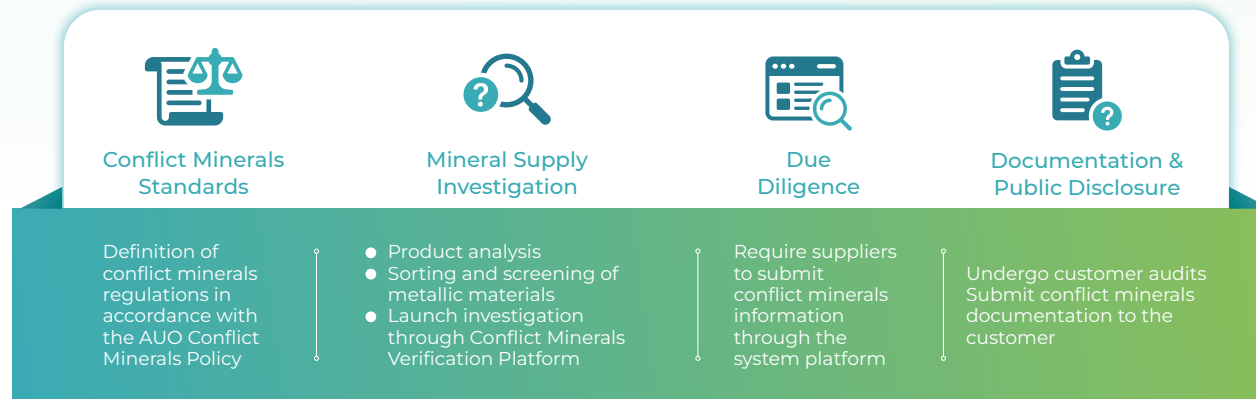 Conflict Minerals
Standards
Mineral Supply
Investigation
Due
Diligence
Documentation &
Public Disclosure
Definition of
conflict minerals
regulations in
accordance with
the AUO Conflict
Minerals Policy
● Product analysis
● Sorting and screening of
metallic materials
● Launch investigation
through Conflict Minerals
Verification Platform
Require suppliers
to submit
conflict minerals
information
through the
system platform
Undergo customer audits
Submit conflict minerals
documentation to the
customer